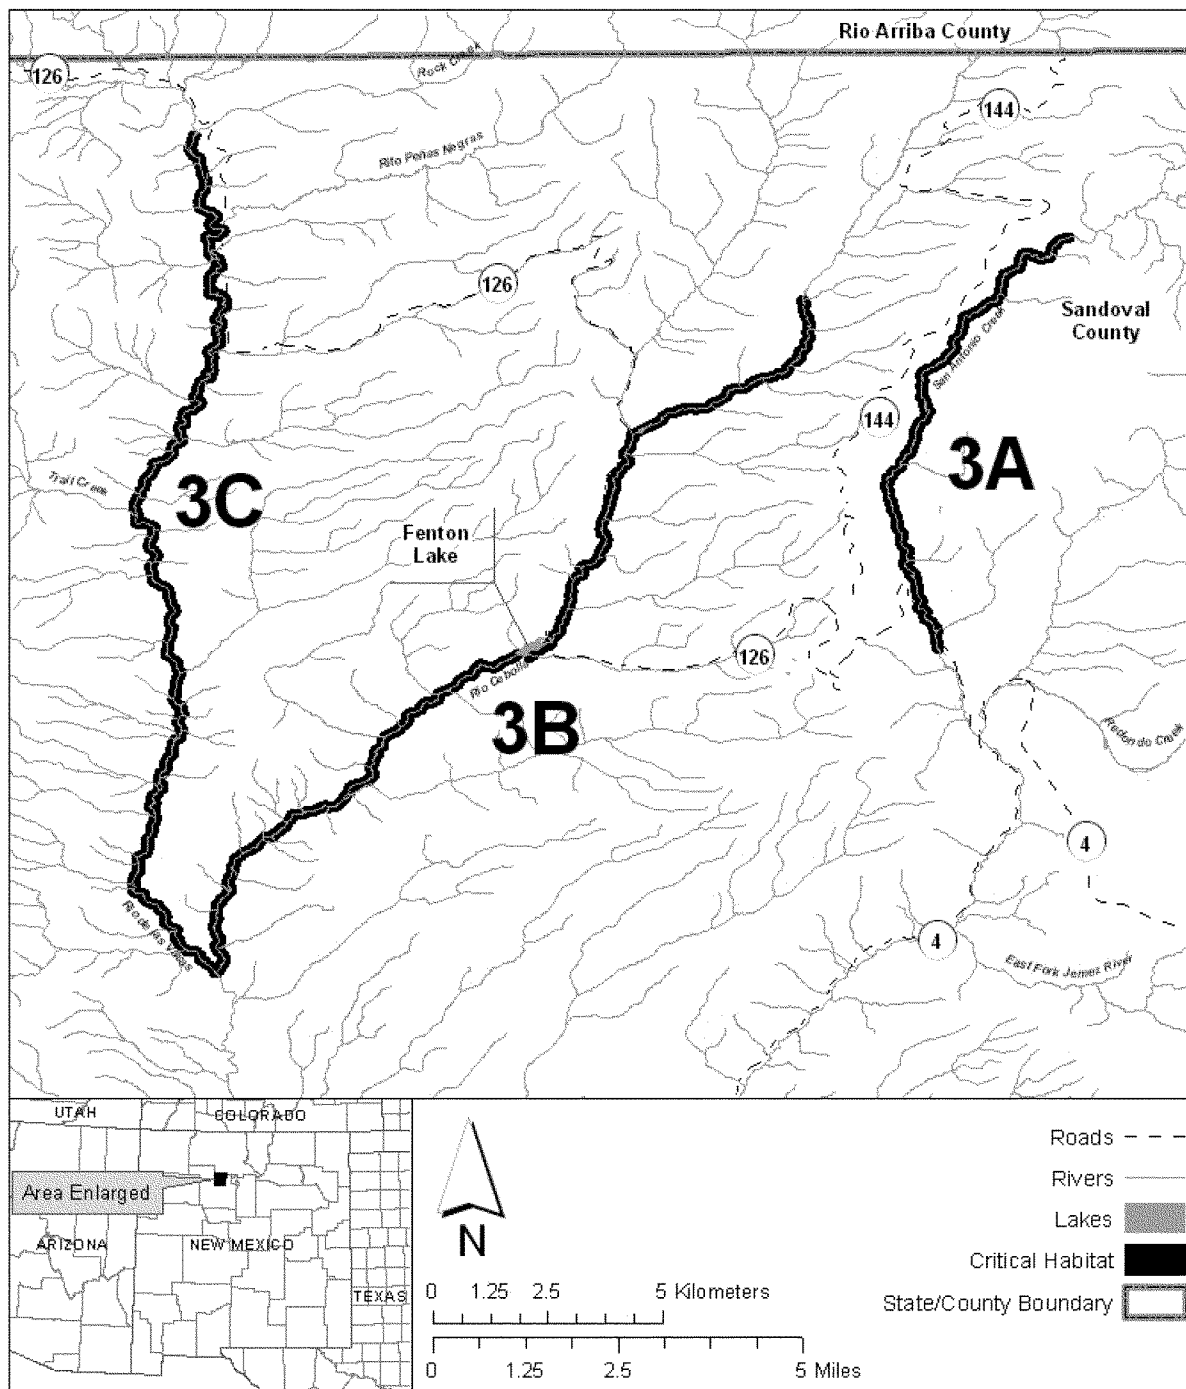 Rio Arriba County
126
Rock Creek
144
Rito Peñas Negras
126
Sandoval
County
San Antonio Creek
144
3A
Trail Creek
3C
Fenton
Lake
126
Rio Cebolla
3B
Redondo Creek
4
Rio de las Vacas
4
East Fork Jemez River
UTAH
COLORADO
Area Enlarged
ARIZONA
NEW MEXICO
TEXAS
N
0 1.25 2.5 5 Kilometers
0 1.25 2.5 5 Miles
Roads
Rivers
Lakes
Critical Habitat
State/County Boundary